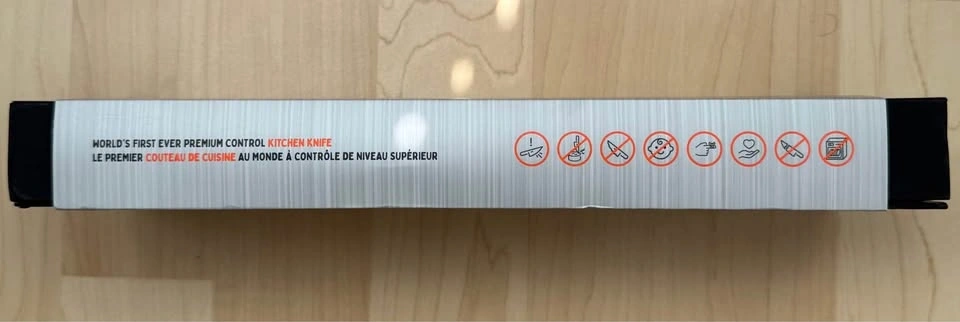 WORLD'S FIRST EVER PREMIUM CONTROL KITCHEN KNIFE
LE PREMIER COUTEAU DE CUISINE AU MONDE À CONTRÔLE DE NIVEAU SUPÉRIEUR